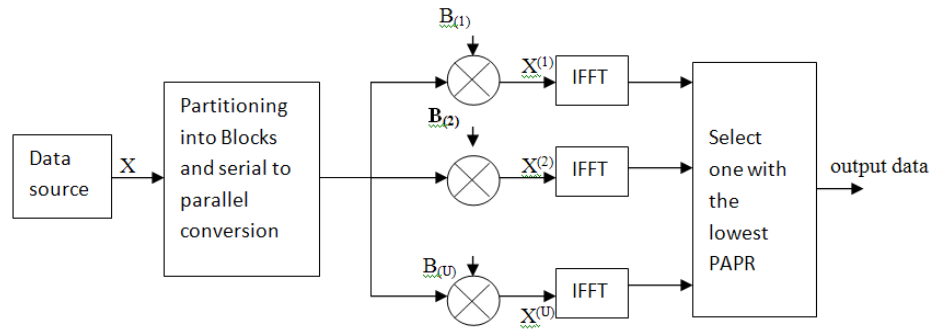 Data
source
X
Partitioning
into Blocks
and serial to
parallel
conversion
B(1)
X(1)
IFFT
B(2)
X(2)
IFFT
B(U)
X(U)
IFFT
Select
one with
the
lowest
PAPR
output data